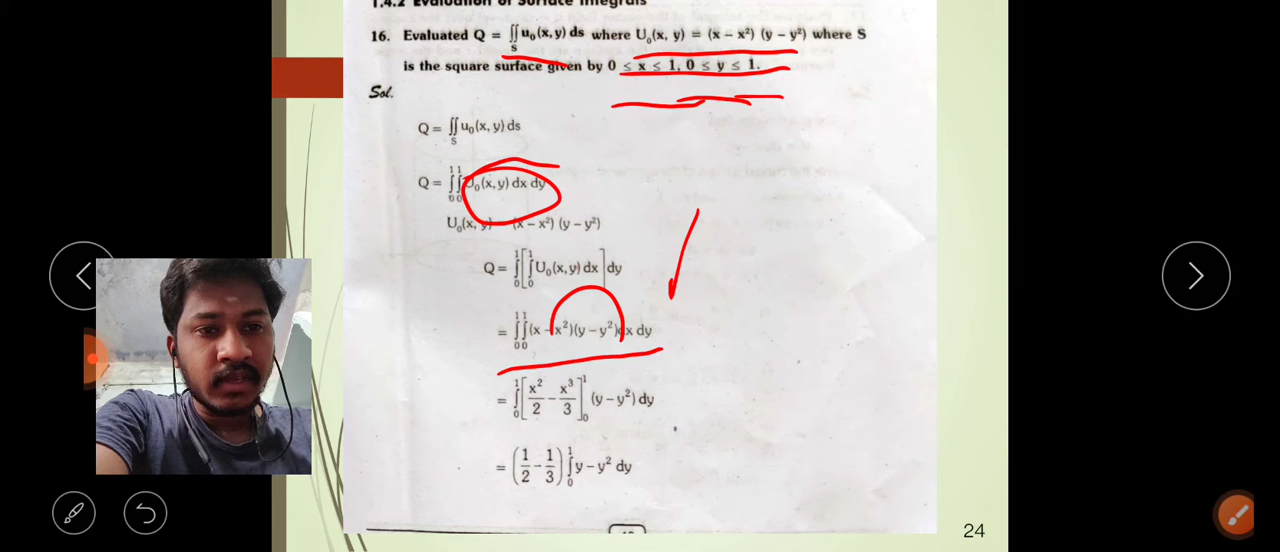 1.4.2 Evaluation of Surface Integrals
16. Evaluated Q = ∬_S u₀(x, y) ds where U₀(x, y) = (x – x²) (y – y²) where S
is the square surface given by 0 ≤ x ≤ 1, 0 ≤ y ≤ 1.
Sol.
Q = ∬_S u₀(x, y) ds
Q = ∫₀¹ ∫₀¹ U₀(x, y) dx dy
U₀(x, y) = (x – x²) (y – y²)
Q = ∫₀¹ [ ∫₀¹ U₀(x, y) dx ] dy
= ∫₀¹ ∫₀¹ (x – x²)(y – y²) dx dy
= ∫₀¹ [ x²/2 – x³/3 ]₀¹ (y – y²) dy
= ( 1/2 – 1/3 ) ∫₀¹ y – y² dy
24